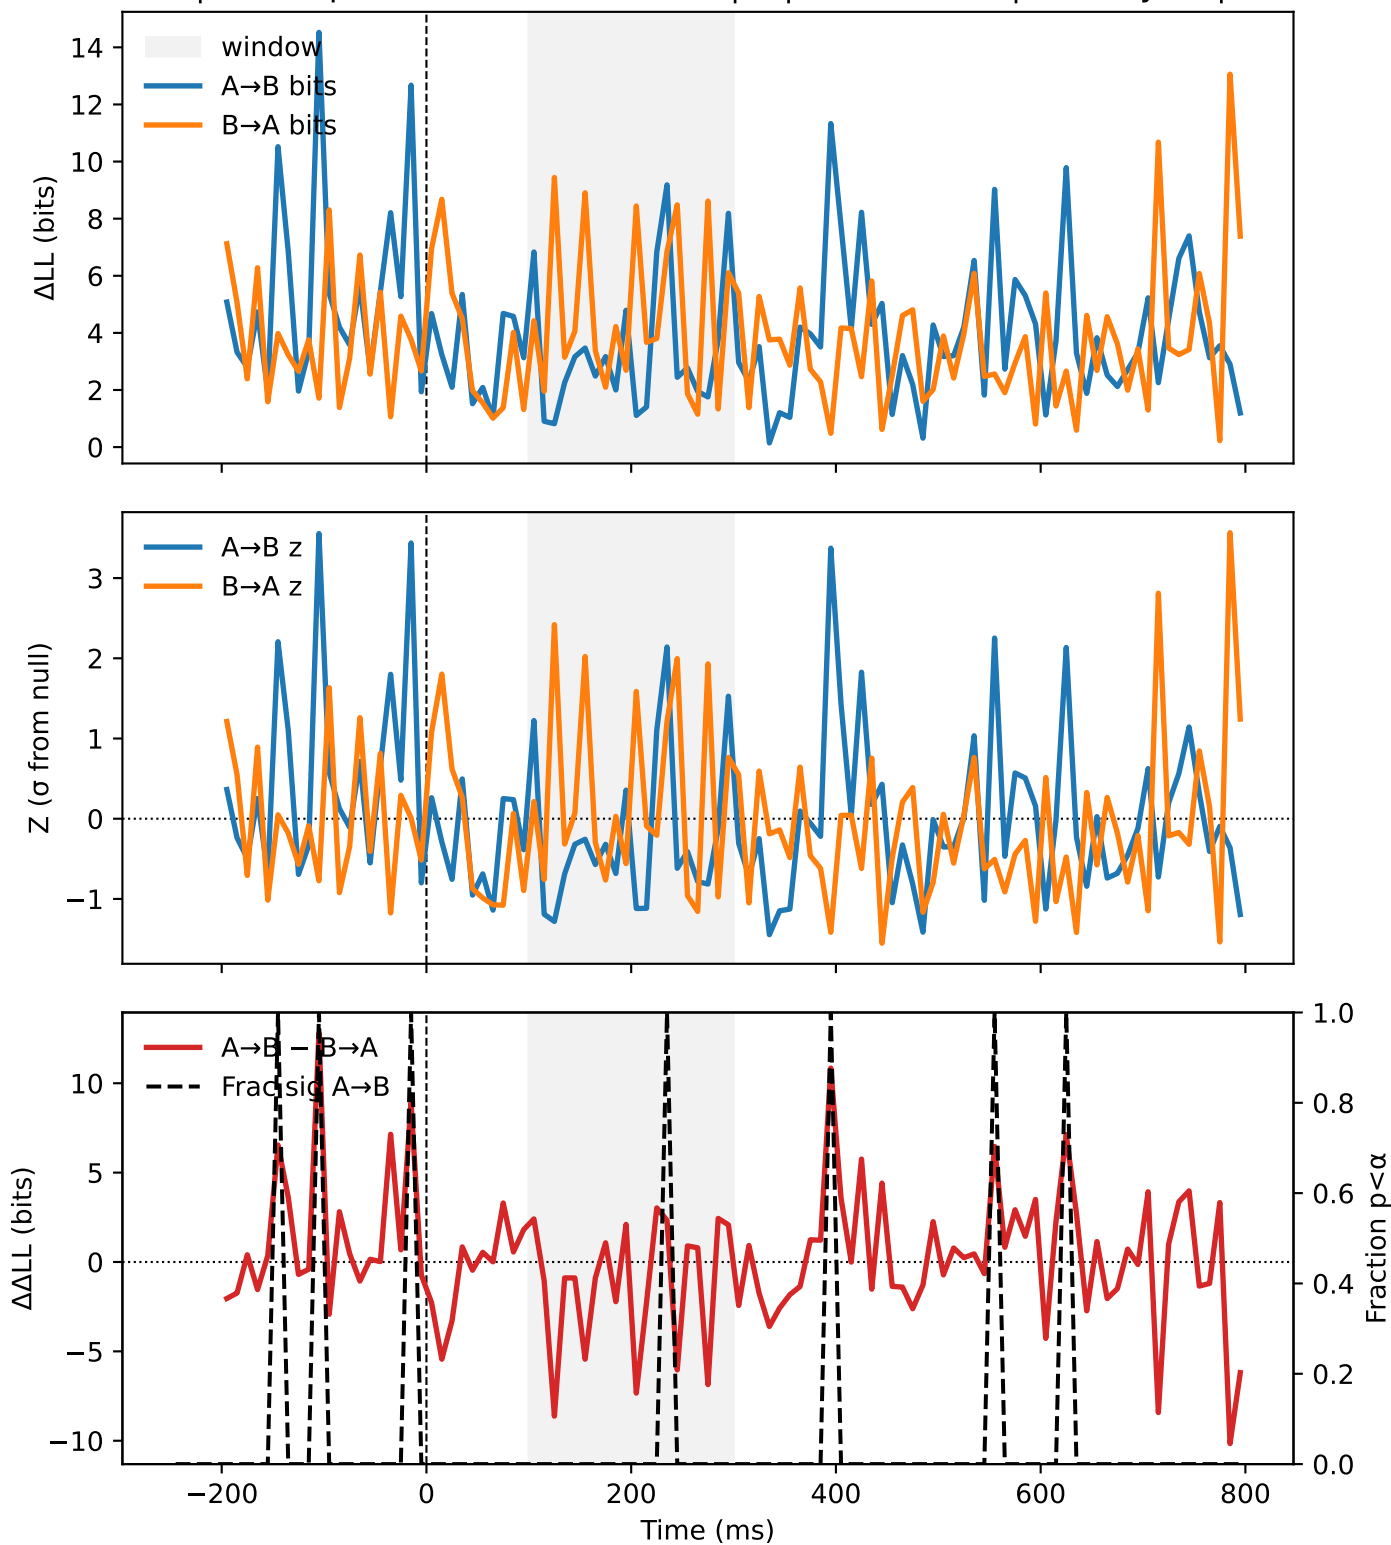 ΔLL (bits)
14
12
10
8
6
4
2
0
window
A→B bits
B→A bits
Z (σ from null)
3
2
1
0
−1
A→B z
B→A z
ΔΔLL (bits)
10
5
0
−5
−10
A→B − B→A
Frac sig A→B
1.0
0.8
0.6
0.4
0.2
0.0
Fraction p<α
−200 0 200 400 600 800
Time (ms)